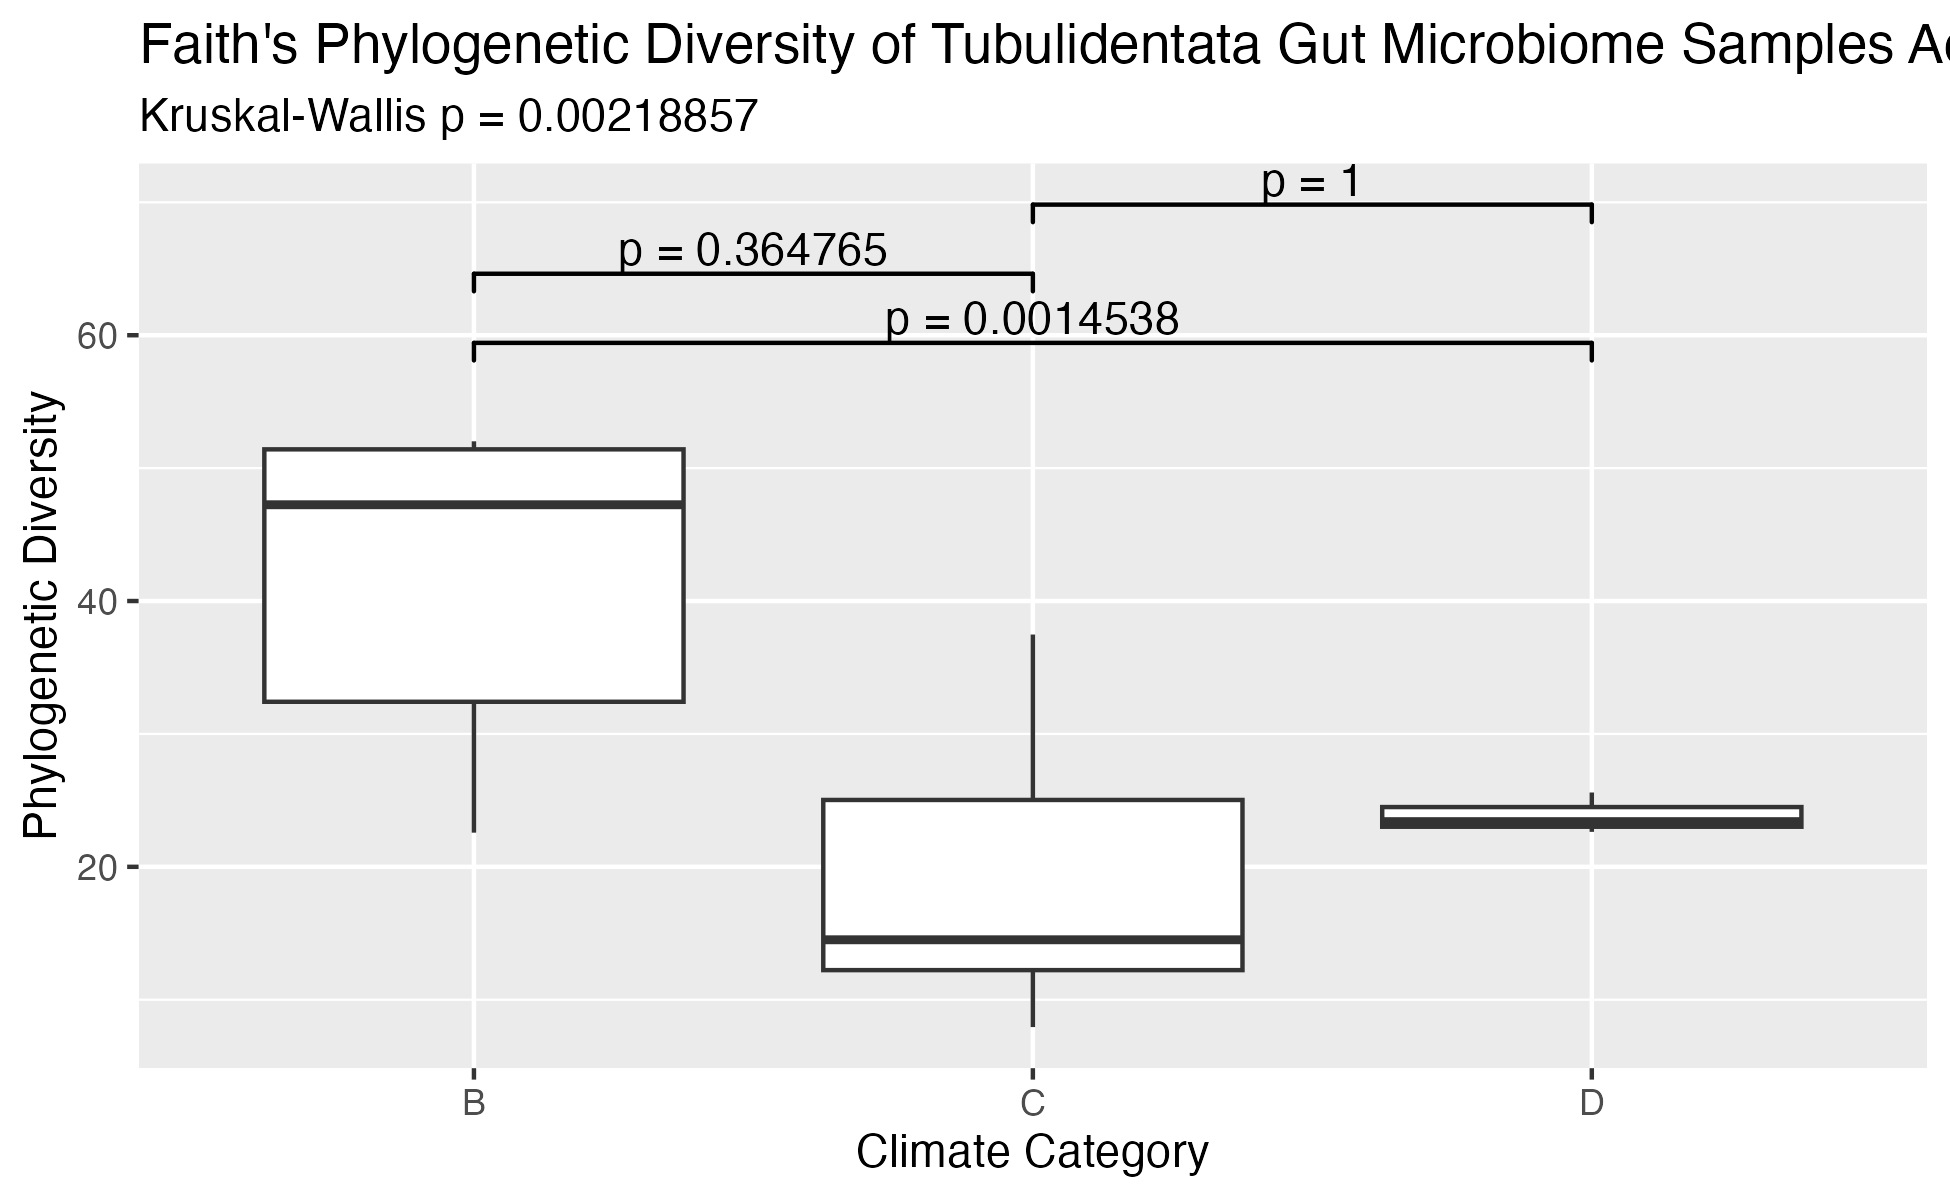 Faith's Phylogenetic Diversity of Tubulidentata Gut Microbiome Samples
Kruskal-Wallis p = 0.00218857
p = 1
p = 0.364765
p = 0.0014538
60
40
20
Phylogenetic Diversity
B
C
D
Climate Category